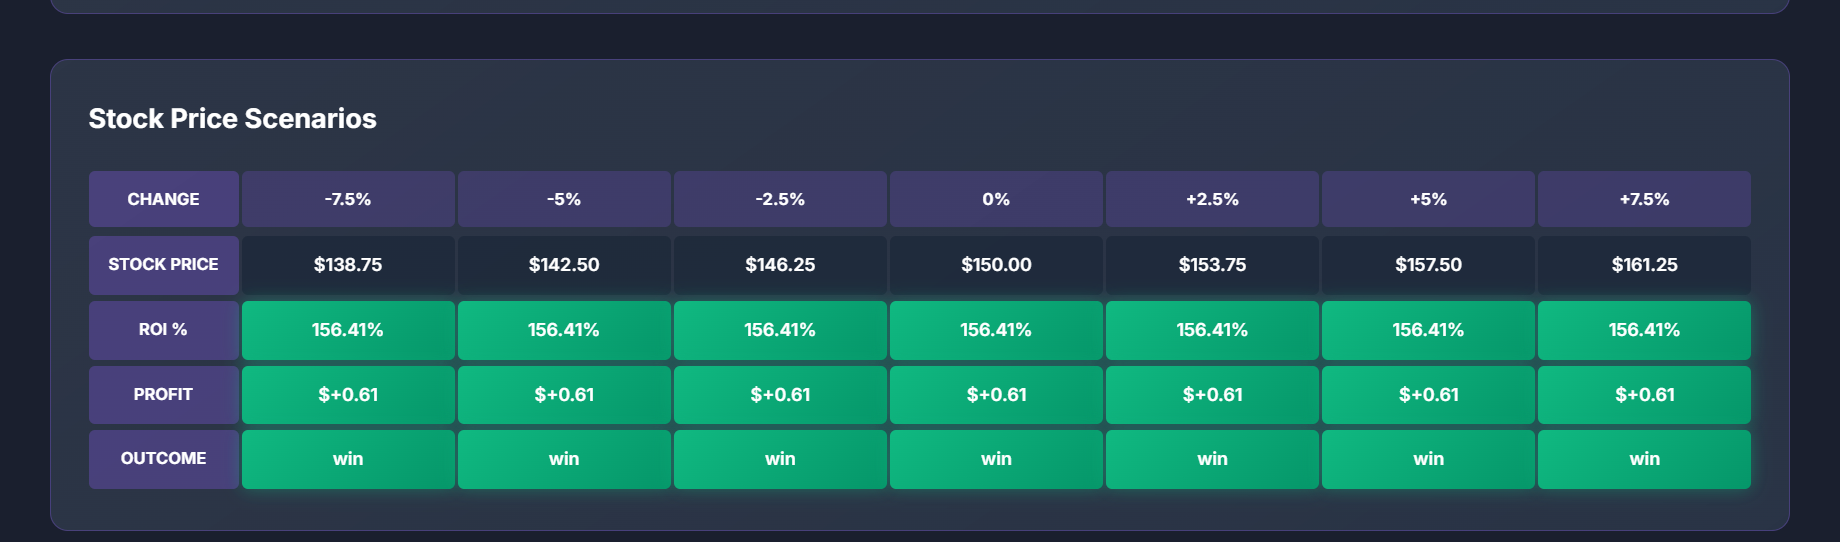 Stock Price Scenarios
CHANGE -7.5% -5% -2.5% 0% +2.5% +5% +7.5%
STOCK PRICE $138.75 $142.50 $146.25 $150.00 $153.75 $157.50 $161.25
ROI % 156.41% 156.41% 156.41% 156.41% 156.41% 156.41% 156.41%
PROFIT $+0.61 $+0.61 $+0.61 $+0.61 $+0.61 $+0.61 $+0.61
OUTCOME win win win win win win win